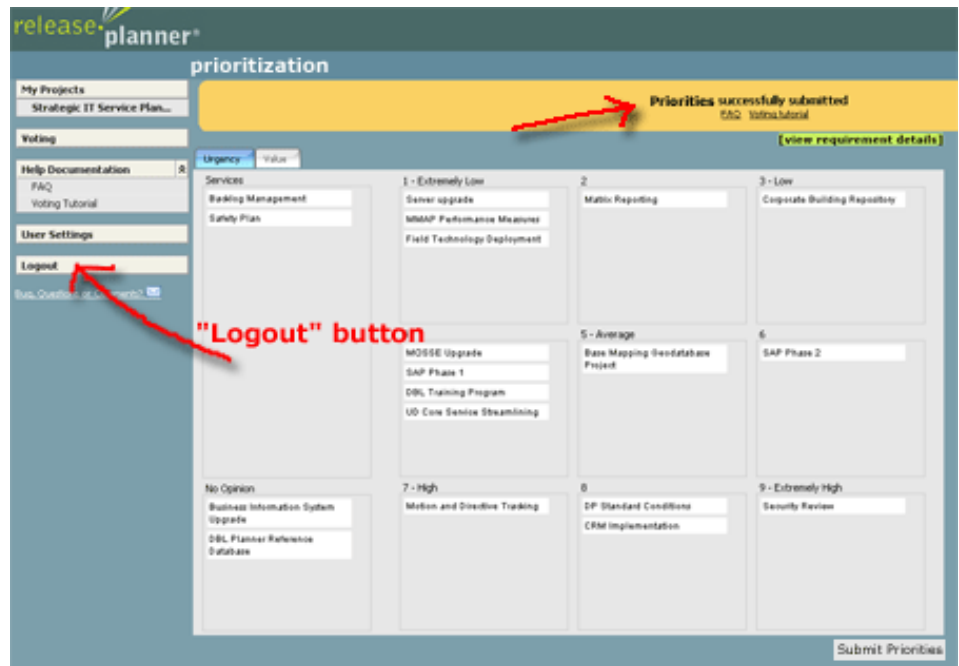 release planner®
prioritization
My Projects
Strategic IT Service Plan...
Voting
Help Documentation
FAQ
Voting Tutorial
User Settings
Logout
Bug, Question or Comments?
Priorities successfully submitted
FAQ Voting tutorial
[view requirement details]
Urgency Value
Services
Backlog Management
Safety Plan
1 - Extremely Low
Server upgrade
MMAP Performance Measures
Field Technology Deployment
2
Matrix Reporting
3 - Low
Corporate Building Repository
"Logout" button
MOSSE Upgrade
SAP Phase 1
DBL Training Program
UD Core Service Streamlining
5 - Average
Base Mapping Geodatabase
Project
6
SAP Phase 2
No Opinion
Business Information System
Upgrade
DBL Planner Reference
Database
7 - High
Motion and Directive Tracking
8
DP Standard Conditions
CRM Implementation
9 - Extremely High
Security Review
Submit Priorities